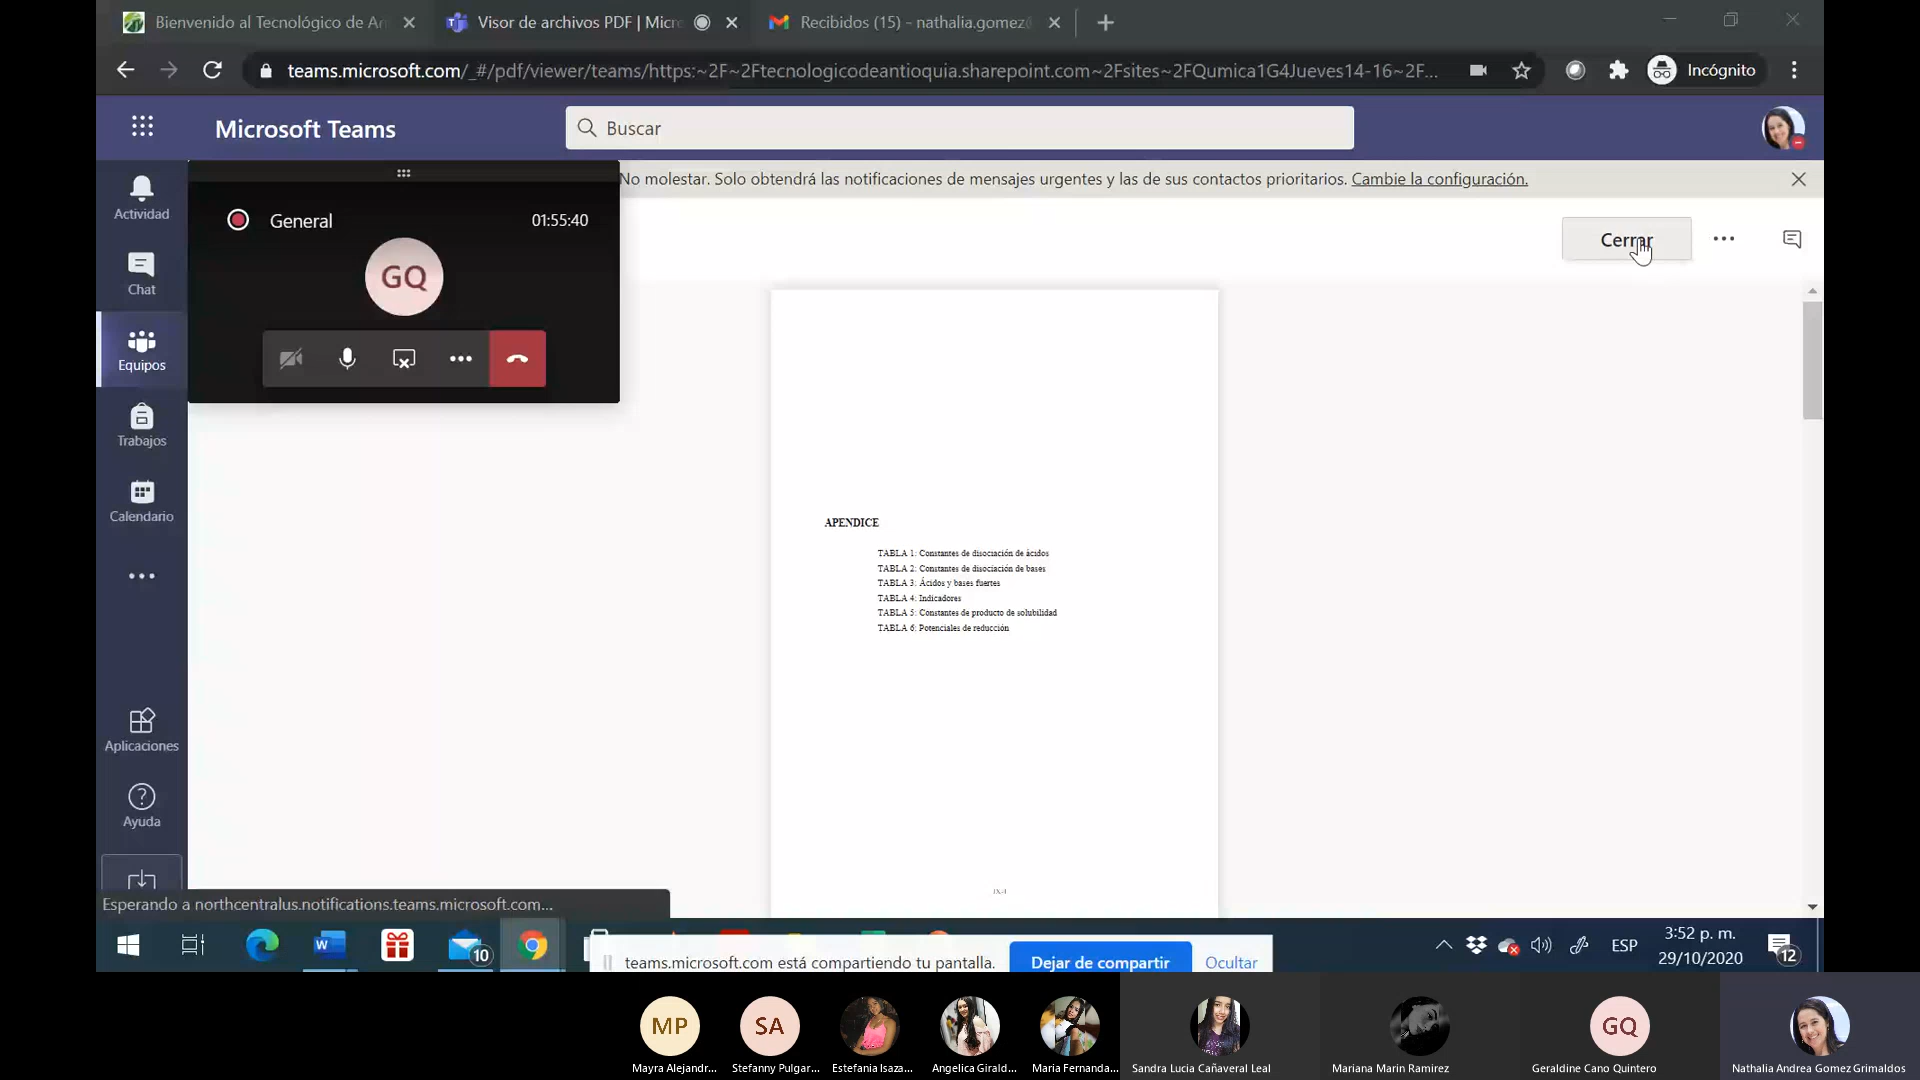 Bienvenido al Tecnológico de An
Visor de archivos PDF | Micro
Recibidos (15) - nathalia.gomez
teams.microsoft.com/_#/pdf/viewer/teams/https:~2F~2Ftecnologicodeantioquia.sharepoint.com~2Fsites~2FQumica1G4Jueves14-16~2F...
Incógnito
Microsoft Teams
Buscar
No molestar. Solo obtendrá las notificaciones de mensajes urgentes y las de sus contactos prioritarios. Cambie la configuración.
Actividad
Chat
Equipos
Trabajos
Calendario
Aplicaciones
Ayuda
General
01:55:40
GQ
Cerrar
APENDICE
TABLA 1: Constantes de disociación de ácidos
TABLA 2: Constantes de disociación de bases
TABLA 3: Ácidos y bases fuertes
TABLA 4: Indicadores
TABLA 5: Constantes de producto de solubilidad
TABLA 6: Potenciales de reducción
Esperando a northcentralus.notifications.teams.microsoft.com...
10
teams.microsoft.com está compartiendo tu pantalla.
Dejar de compartir
Ocultar
ESP
3:52 p. m.
29/10/2020
12
MP
SA
GQ
Mayra Alejandr...
Stefanny Pulgar...
Estefania Isaza...
Angelica Girald...
Maria Fernanda...
Sandra Lucia Cañaveral Leal
Mariana Marin Ramirez
Geraldine Cano Quintero
Nathalia Andrea Gomez Grimaldos